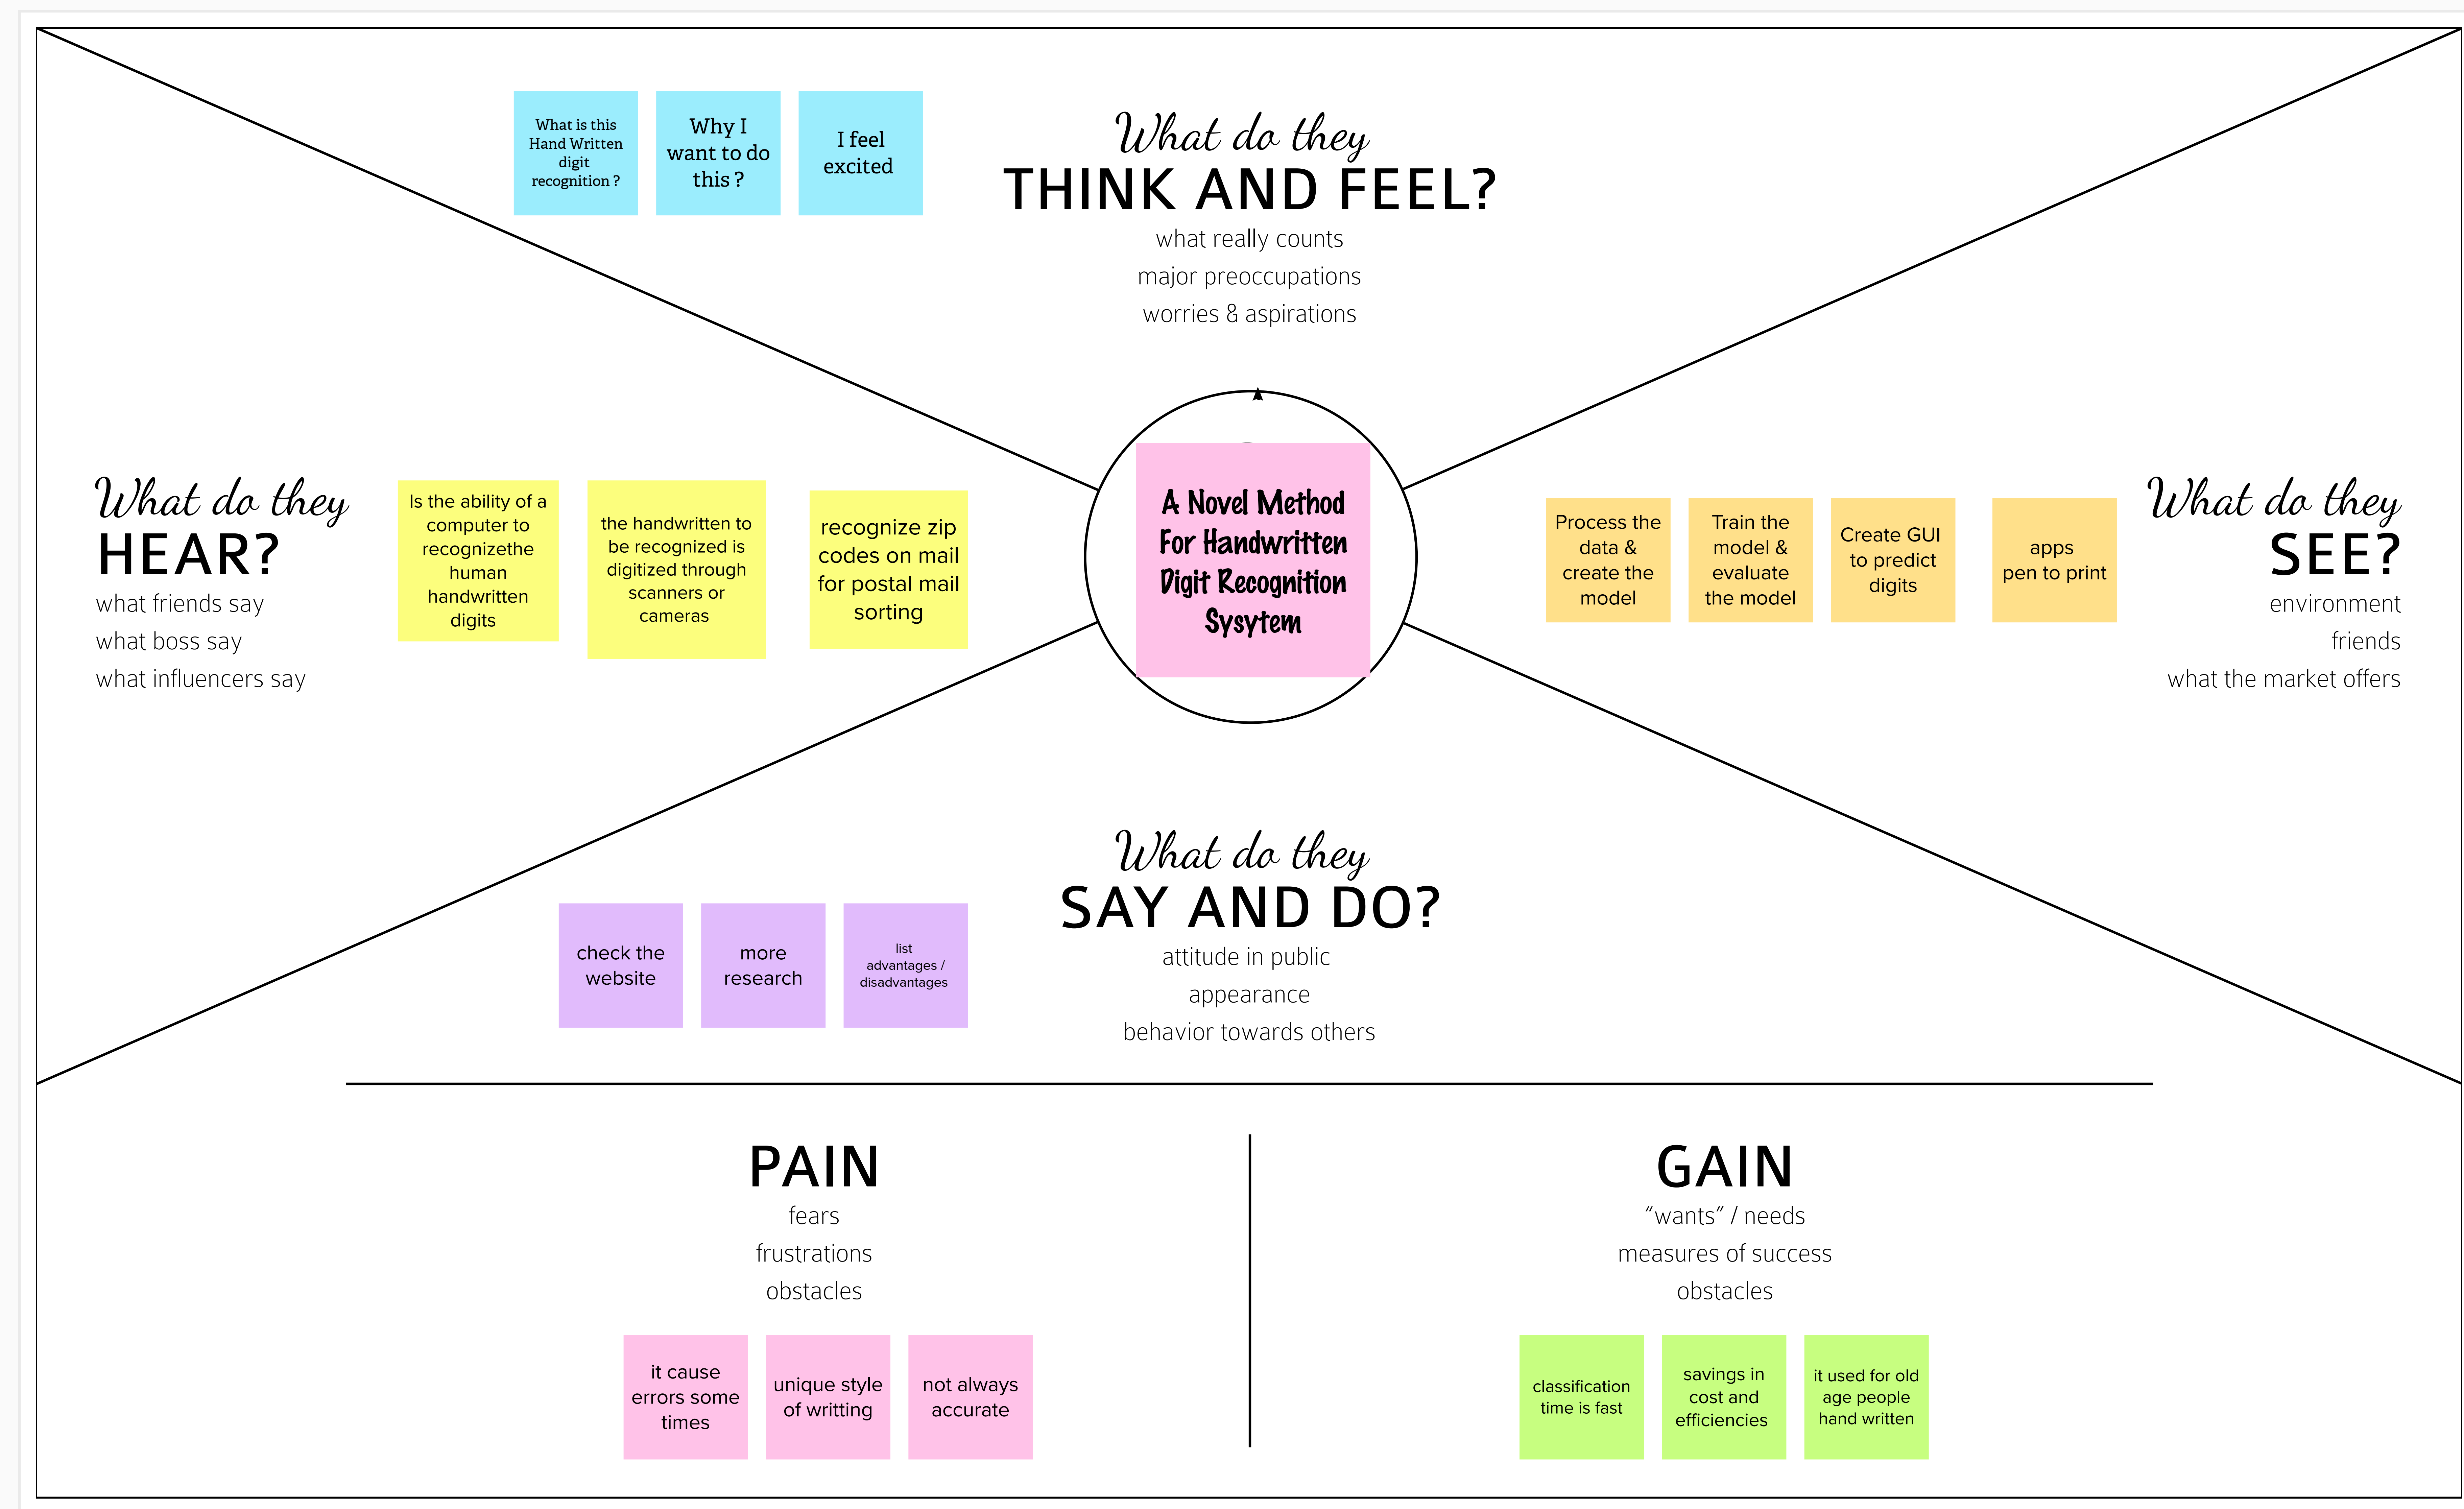 What is this
Hand Written
digit
recognition ?
Why I
want to do
this ?
I feel
excited
What do they
THINK AND FEEL?
what really counts
major preoccupations
worries & aspirations
What do they
HEAR?
what friends say
what boss say
what influencers say
Is the ability of a
computer to
recognizethe
human
handwritten
digits
the handwritten to
be recognized is
digitized through
scanners or
cameras
recognize zip
codes on mail
for postal mail
sorting
A Novel Method
For Handwritten
Digit Recognition
Sysytem
Process the
data &
create the
model
Train the
model &
evaluate
the model
Create GUI
to predict
digits
apps
pen to print
What do they
SEE?
environment
friends
what the market offers
What do they
SAY AND DO?
attitude in public
appearance
behavior towards others
check the
website
more
research
list
advantages /
disadvantages
PAIN
fears
frustrations
obstacles
it cause
errors some
times
unique style
of writting
not always
accurate
GAIN
“wants” / needs
measures of success
obstacles
classification
time is fast
savings in
cost and
efficiencies
it used for old
age people
hand written